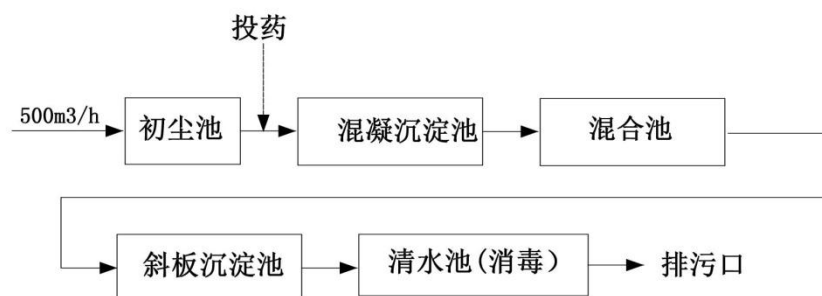 投药
500m3/h
初尘池
混凝沉淀池
混合池
斜板沉淀池
清水池(消毒)
排污口